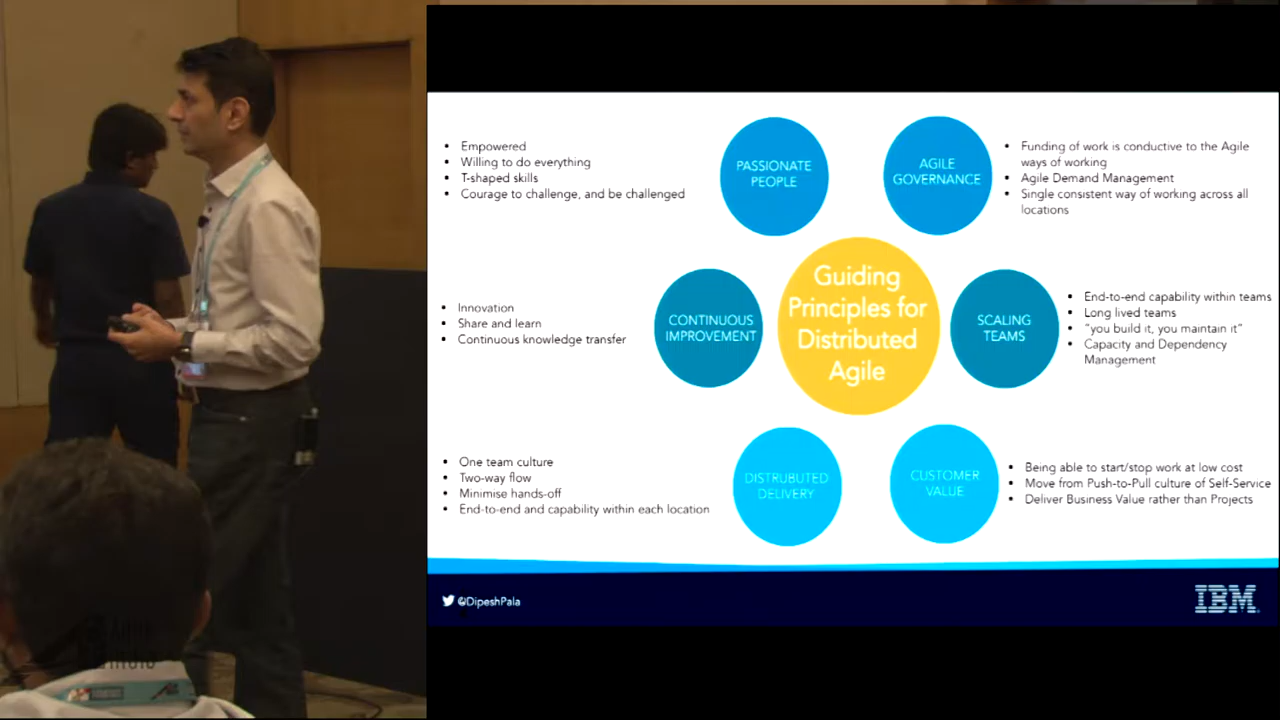 Empowered
Willing to do everything
T-shaped skills
Courage to challenge, and be challenged
PASSIONATE
PEOPLE
AGILE
GOVERNANCE
Funding of work is conductive to the Agile
ways of working
Agile Demand Management
Single consistent way of working across all
locations
Innovation
Share and learn
Continuous knowledge transfer
CONTINUOUS
IMPROVEMENT
Guiding
Principles for
Distributed
Agile
SCALING
TEAMS
End-to-end capability within teams
Long lived teams
"you build it, you maintain it"
Capacity and Dependency
Management
One team culture
Two-way flow
Minimise hands-off
End-to-end and capability within each location
DISTRUBUTED
DELIVERY
CUSTOMER
VALUE
Being able to start/stop work at low cost
Move from Push-to-Pull culture of Self-Service
Deliver Business Value rather than Projects
@DipeshPala
IBM